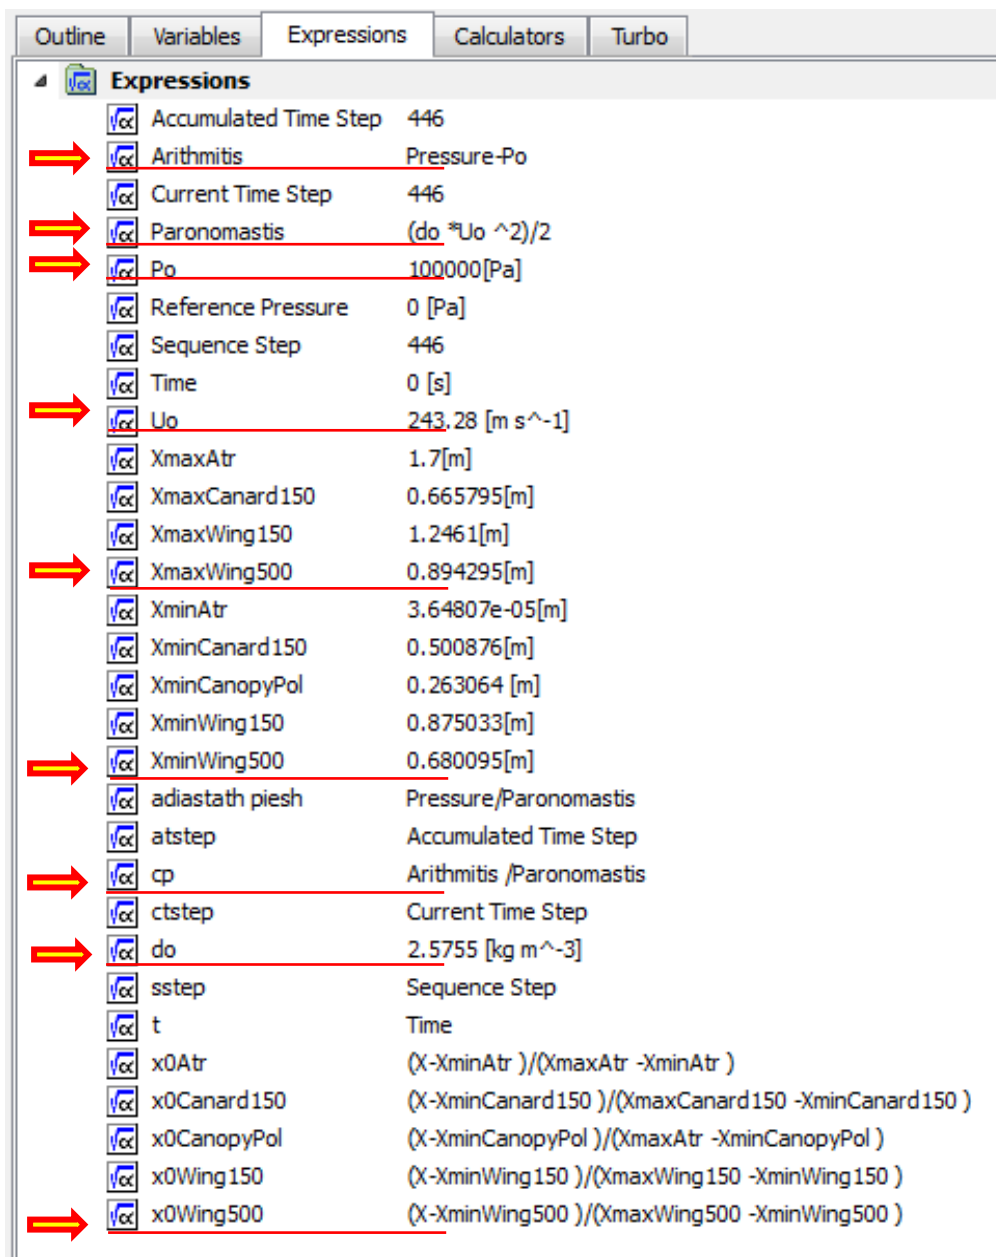 Outline Variables Expressions Calculators Turbo
Expressions
Accumulated Time Step 446
Arithmitis Pressure-Po
Current Time Step 446
Paronomastis (do *Uo ^2)/2
Po 100000[Pa]
Reference Pressure 0 [Pa]
Sequence Step 446
Time 0 [s]
Uo 243.28 [m s^-1]
XmaxAtr 1.7[m]
XmaxCanard150 0.665795[m]
XmaxWing150 1.2461[m]
XmaxWing500 0.894295[m]
XminAtr 3.64807e-05[m]
XminCanard150 0.500876[m]
XminCanopyPol 0.263064 [m]
XminWing150 0.875033[m]
XminWing500 0.680095[m]
adiastath piesh Pressure/Paronomastis
atstep Accumulated Time Step
cp Arithmitis /Paronomastis
ctstep Current Time Step
do 2.5755 [kg m^-3]
sstep Sequence Step
t Time
x0Atr (X-XminAtr )/(XmaxAtr -XminAtr )
x0Canard150 (X-XminCanard150 )/(XmaxCanard150 -XminCanard150 )
x0CanopyPol (X-XminCanopyPol )/(XmaxAtr -XminCanopyPol )
x0Wing150 (X-XminWing150 )/(XmaxWing150 -XminWing150 )
x0Wing500 (X-XminWing500 )/(XmaxWing500 -XminWing500 )